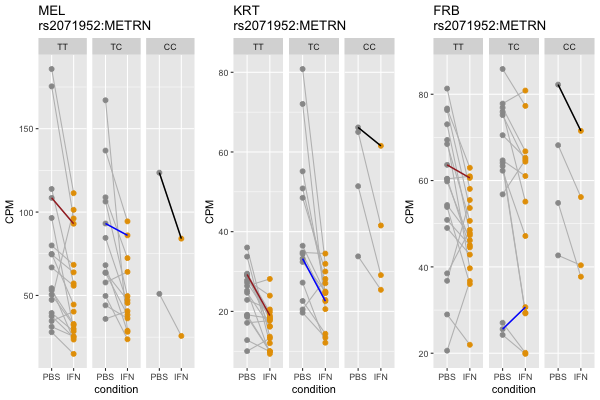 MEL
rs2071952:METRN
TT TC CC
150
100
50
CPM
PBS IFN PBS IFN PBS IFN
condition
KRT
rs2071952:METRN
TT TC CC
80
60
40
20
CPM
PBS IFN PBS IFN PBS IFN
condition
FRB
rs2071952:METRN
TT TC CC
80
60
40
20
CPM
PBS IFN PBS IFN PBS IFN
condition